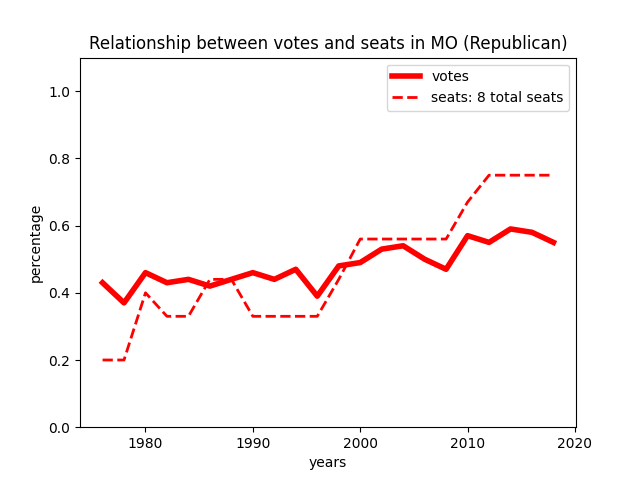 Relationship between votes and seats in MO (Republican)
votes
seats: 8 total seats
1.0
0.8
0.6
0.4
0.2
0.0
percentage
1980 1990 2000 2010 2020
years